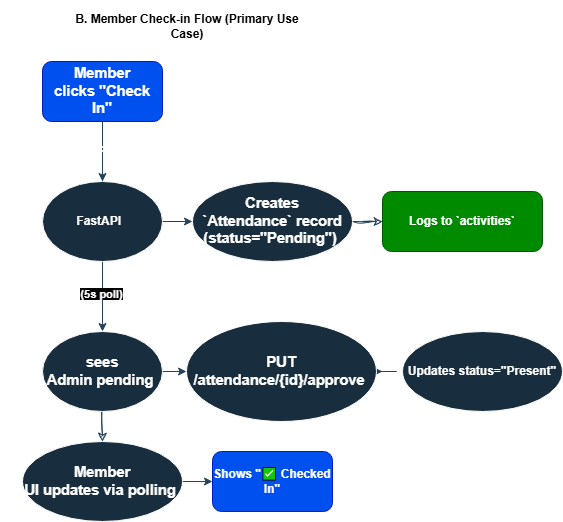 B. Member Check-in Flow (Primary Use
Case)
Member
clicks "Check
In"
FastAPI
Creates
`Attendance` record
(status="Pending")
Logs to `activities`
(5s poll)
sees
Admin pending
PUT
/attendance/{id}/approve
Updates status="Present"
Member
UI updates via polling
Shows "✅ Checked
In"